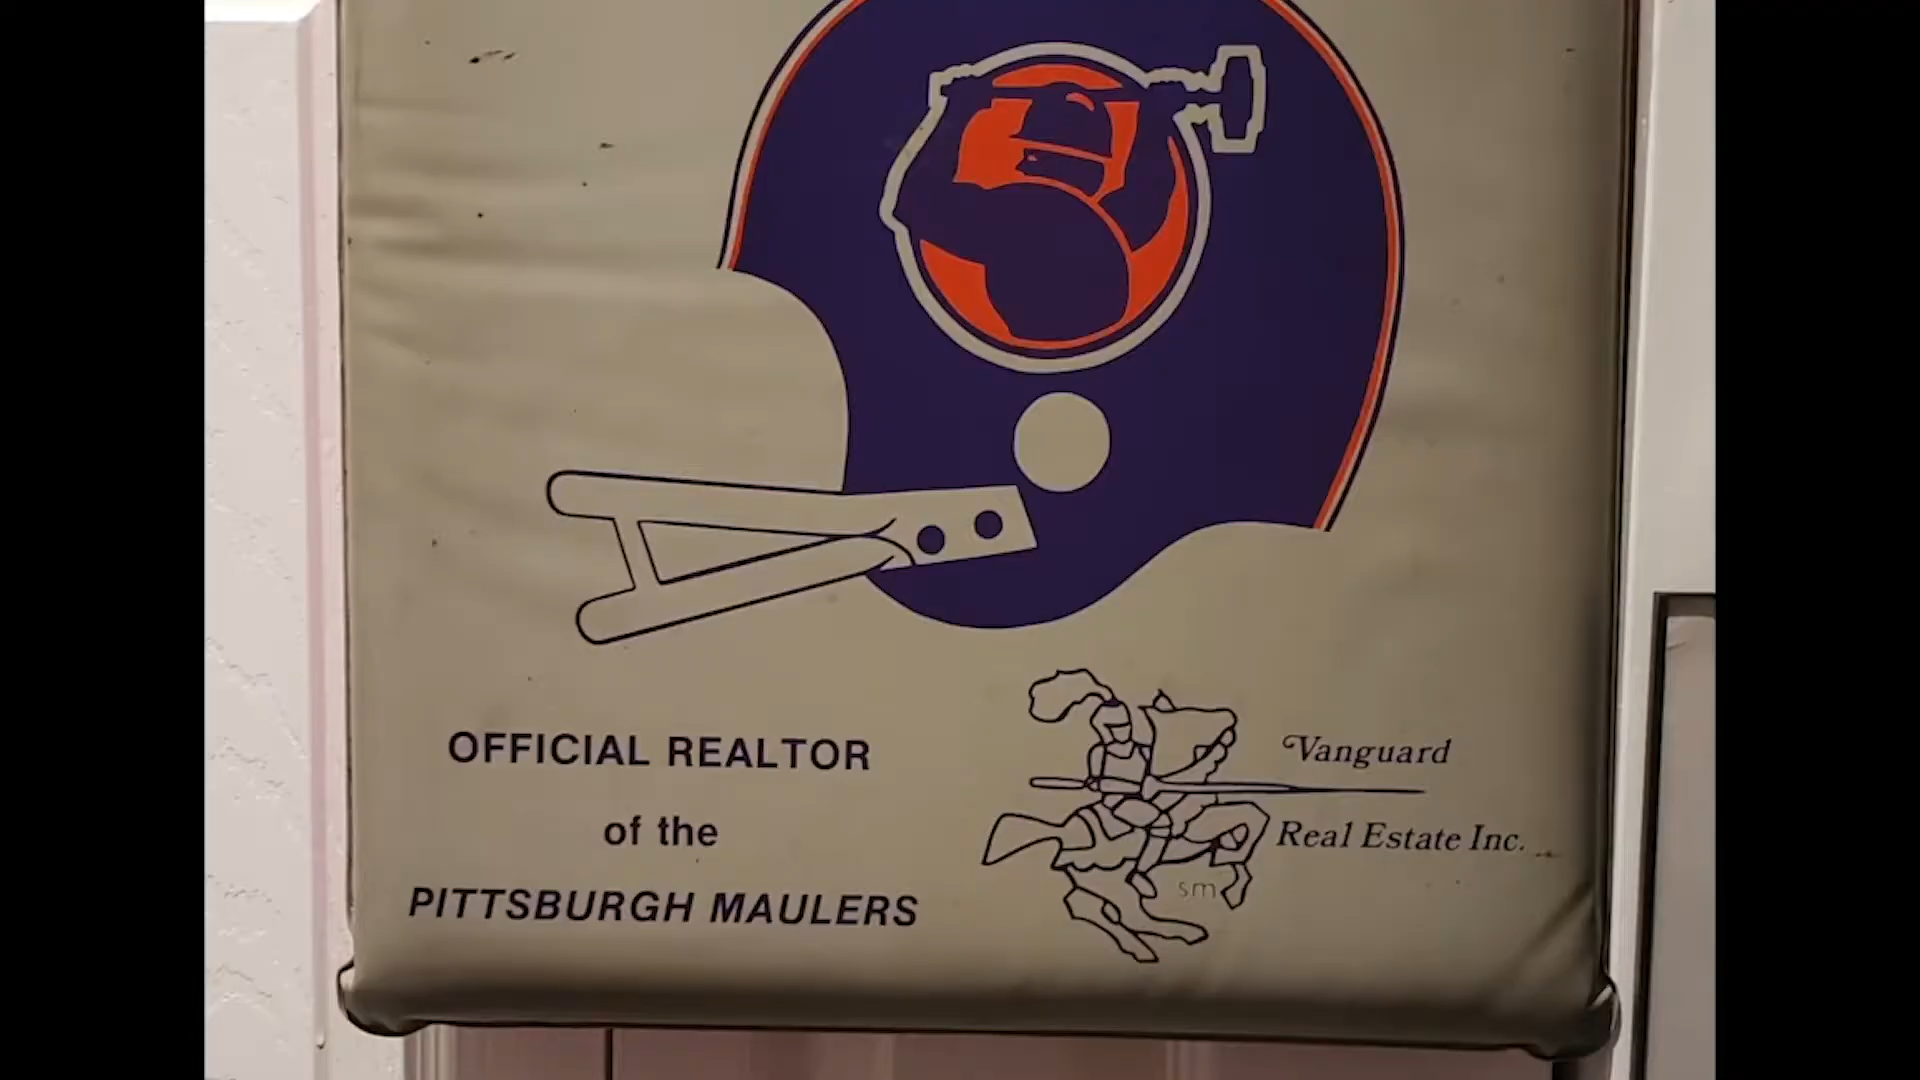 OFFICIAL REALTOR
of the
PITTSBURGH MAULERS
Vanguard
Real Estate Inc.
sm